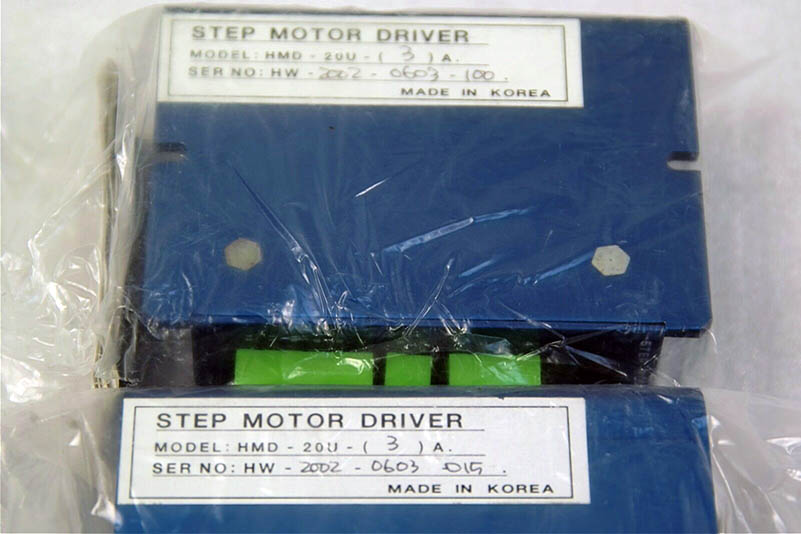 STEP MOTOR DRIVER
MODEL: HMD - 20U - ( 3 ) A.
SER NO: HW - 2002 - 0603 - 100 .
MADE IN KOREA
STEP MOTOR DRIVER
MODEL: HMD - 20U - ( 3 ) A.
SER NO: HW - 2002 - 0603 - 015 .
MADE IN KOREA